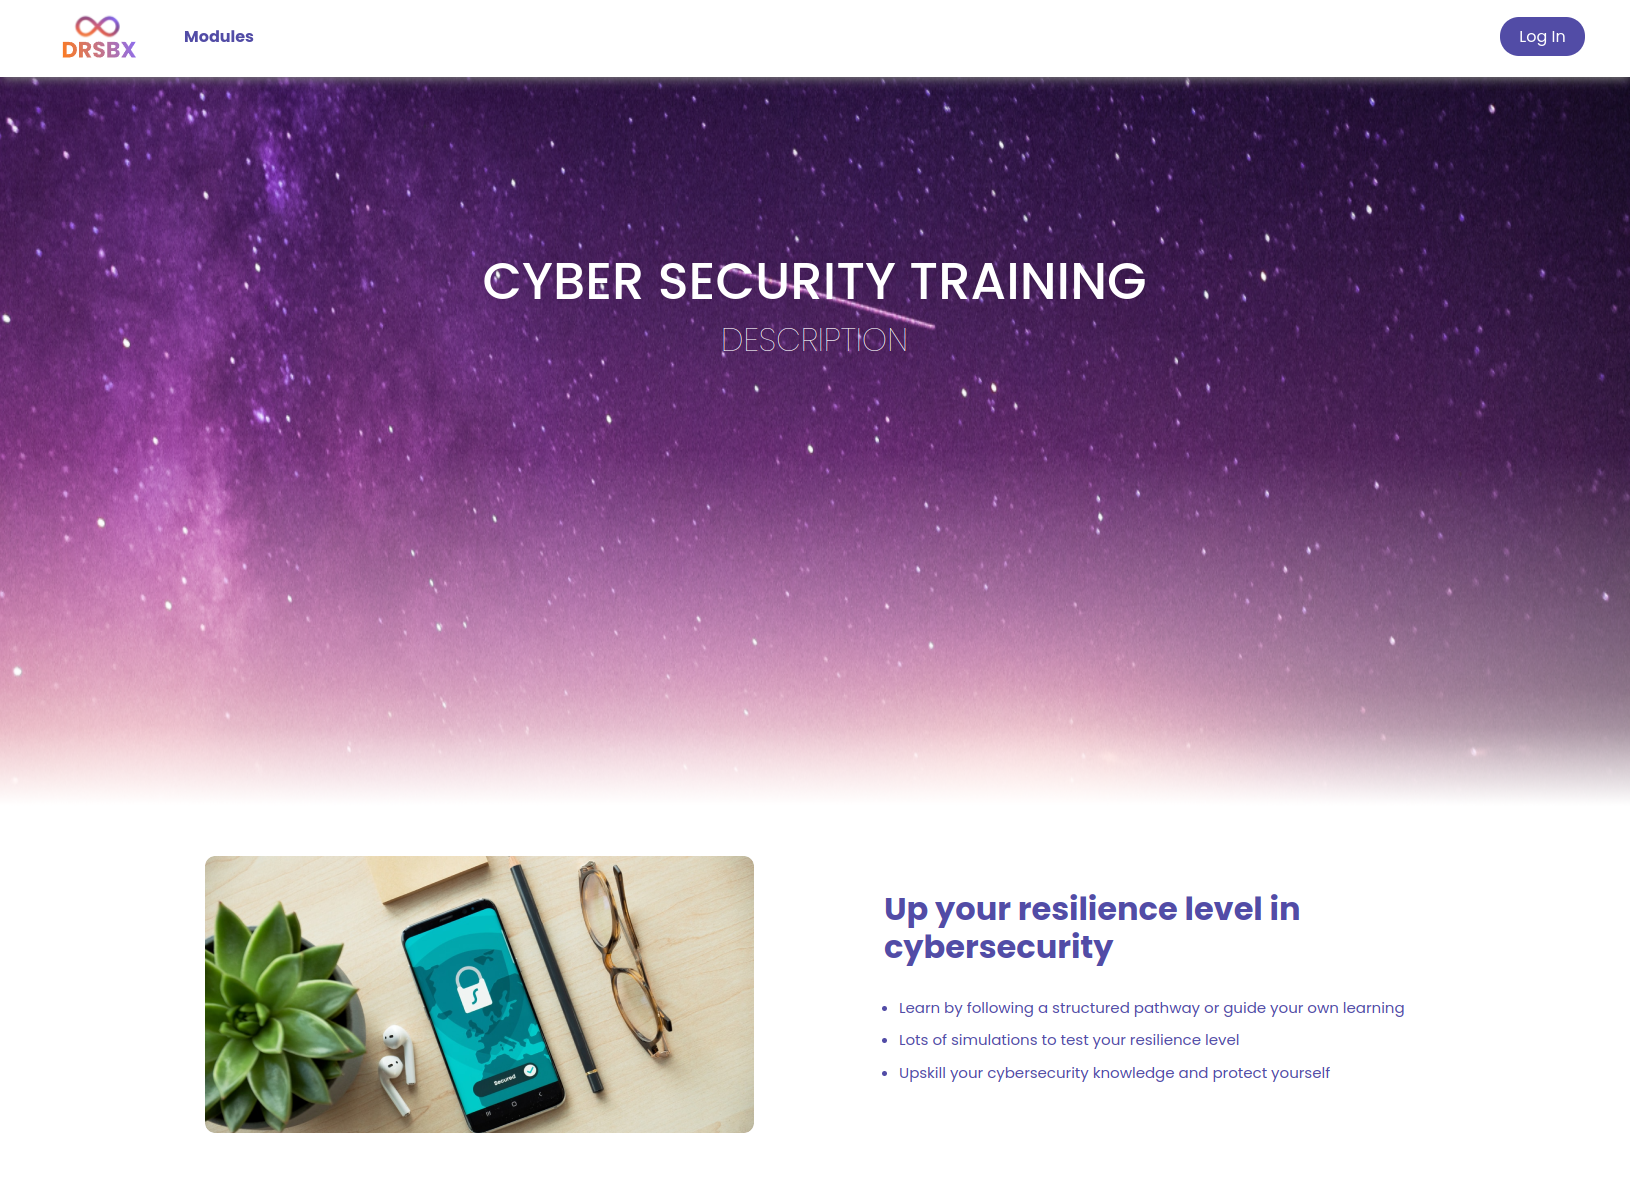 DRSBX
Modules
Log In
CYBER SECURITY TRAINING
DESCRIPTION
Up your resilience level in
cybersecurity
Learn by following a structured pathway or guide your own learning
Lots of simulations to test your resilience level
Upskill your cybersecurity knowledge and protect yourself
Secured